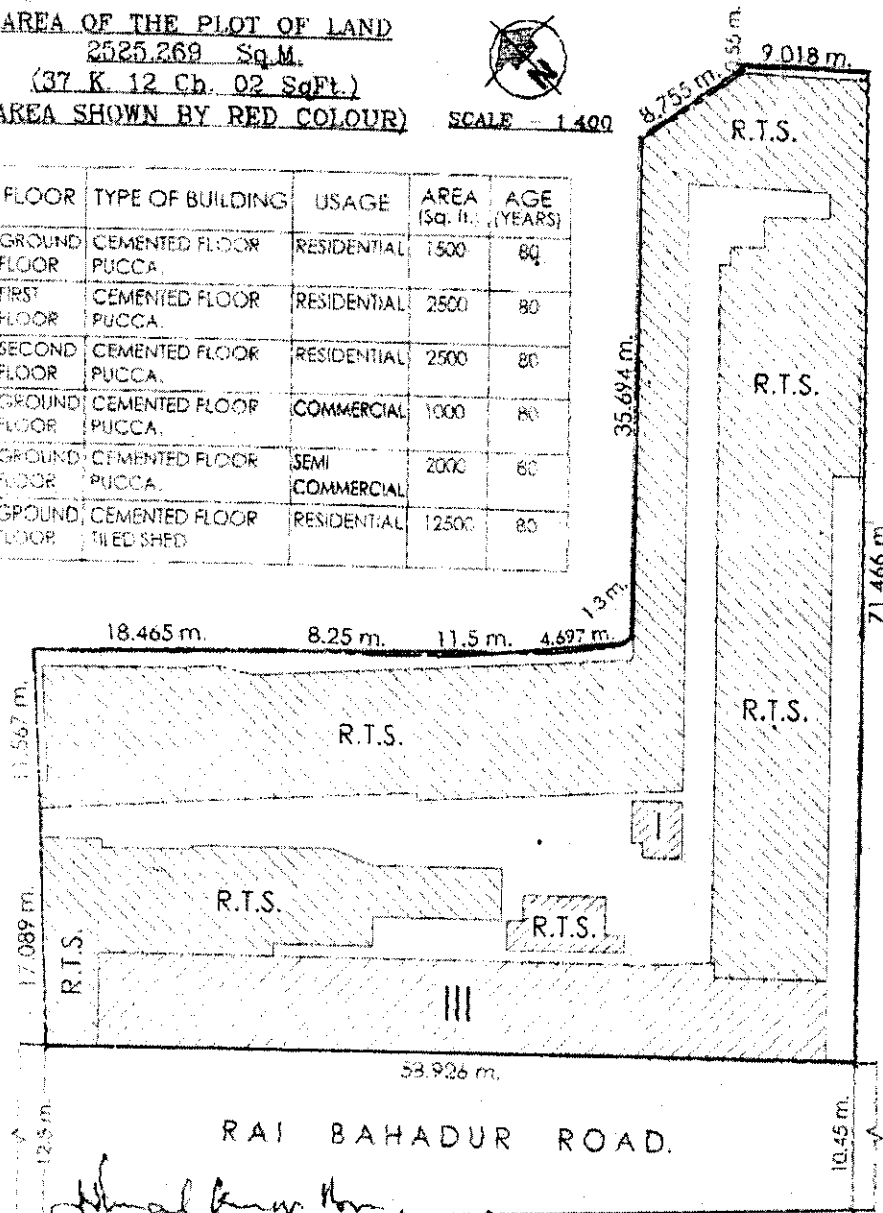 AREA OF THE PLOT OF LAND
2525.269 Sq.M.
(37 K. 12 Ch. 02 SqFt.)
AREA SHOWN BY RED COLOUR)
N
SCALE - 1:400
FLOOR TYPE OF BUILDING USAGE AREA (Sq. ft.) AGE (YEARS)
GROUND FLOOR CEMENTED FLOOR PUCCA. RESIDENTIAL 1500 80
FIRST FLOOR CEMENTED FLOOR PUCCA. RESIDENTIAL 2500 80
SECOND FLOOR CEMENTED FLOOR PUCCA. RESIDENTIAL 2500 80
GROUND FLOOR CEMENTED FLOOR PUCCA. COMMERCIAL 1000 80
GROUND FLOOR CEMENTED FLOOR PUCCA. SEMI COMMERCIAL 2000 80
GROUND FLOOR CEMENTED FLOOR TILED SHED RESIDENTIAL 12500 80
9.018 m.
8.755 m.
R.T.S.
35.694 m.
R.T.S.
71.466 m.
1.3 m.
18.465 m. 8.25 m. 11.5 m. 4.697 m.
11.567 m.
R.T.S.
R.T.S.
I
R.T.S.
R.T.S.
17.089 m.
R.T.S.
III
53.926 m.
RAI BAHADUR ROAD.
12.5 m.
10.45 m.